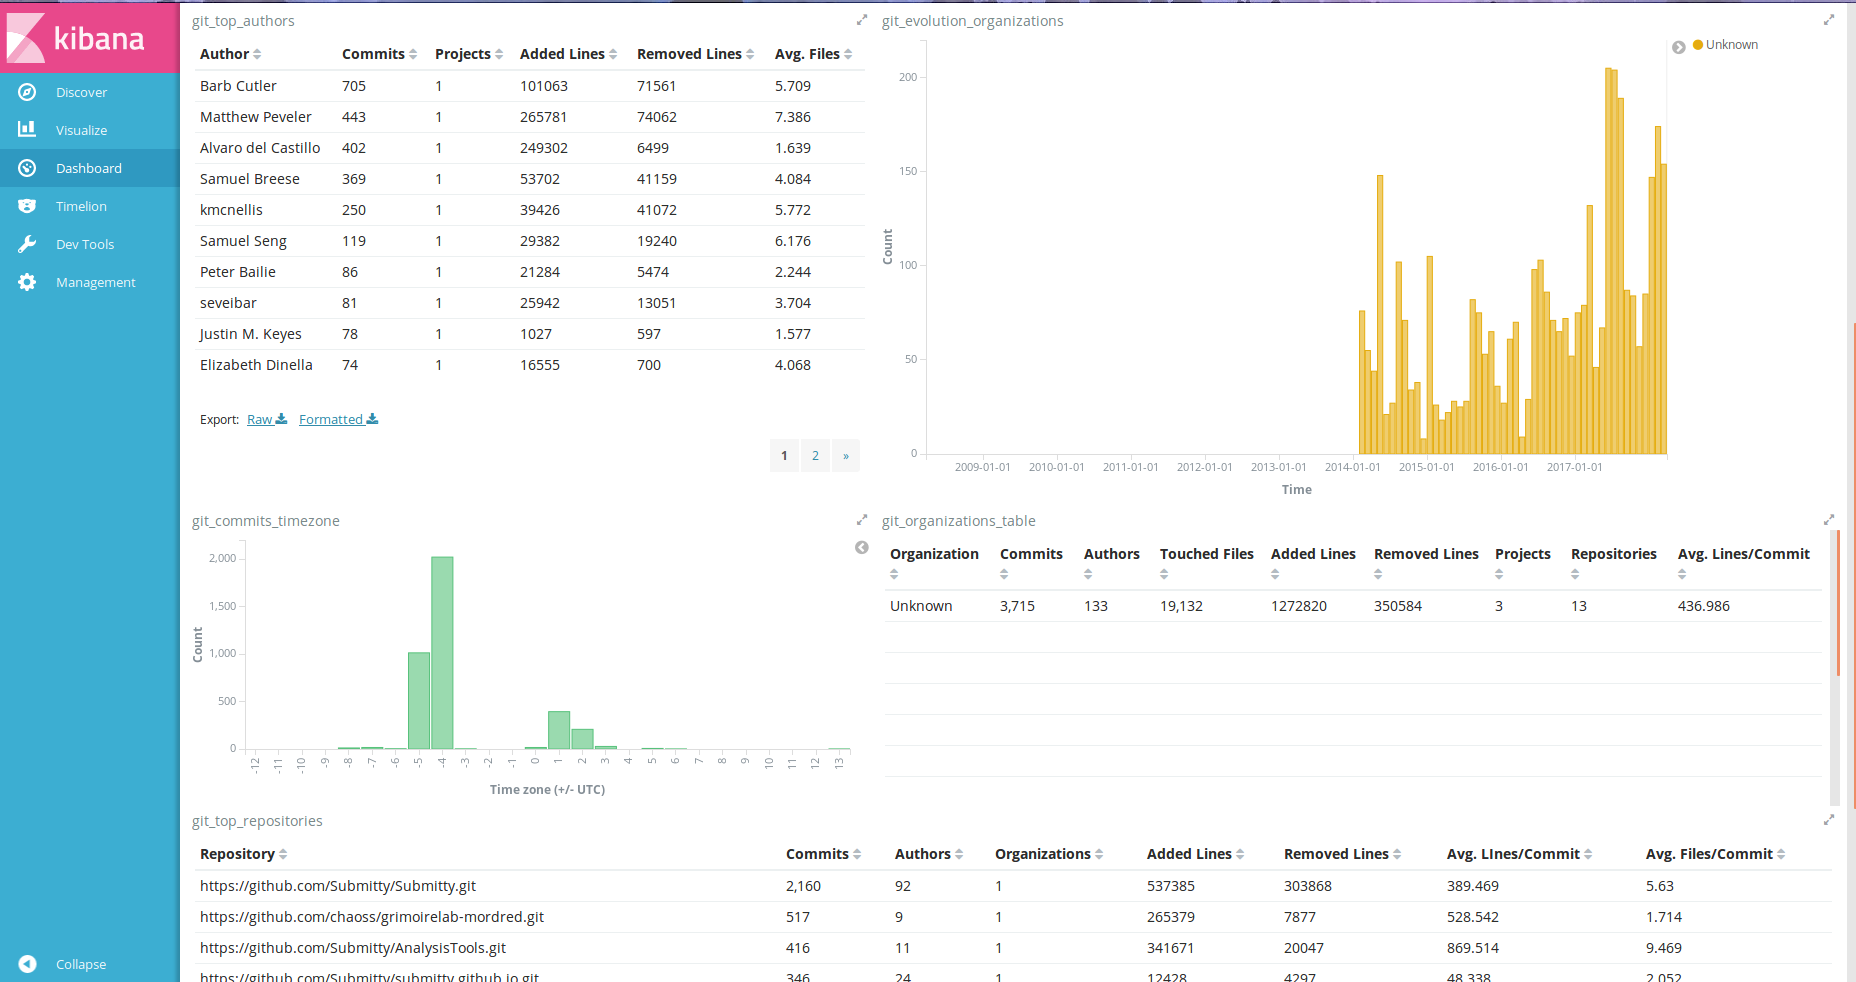 kibana
Discover
Visualize
Dashboard
Timelion
Dev Tools
Management
Collapse
git_top_authors
Author Commits Projects Added Lines Removed Lines Avg. Files
Barb Cutler 705 1 101063 71561 5.709
Matthew Peveler 443 1 265781 74062 7.386
Alvaro del Castillo 402 1 249302 6499 1.639
Samuel Breese 369 1 53702 41159 4.084
kmcnellis 250 1 39426 41072 5.772
Samuel Seng 119 1 29382 19240 6.176
Peter Bailie 86 1 21284 5474 2.244
seveibar 81 1 25942 13051 3.704
Justin M. Keyes 78 1 1027 597 1.577
Elizabeth Dinella 74 1 16555 700 4.068
Export: Raw Formatted
1 2 »
git_evolution_organizations
Unknown
200
150
100
50
0
Count
2009-01-01 2010-01-01 2011-01-01 2012-01-01 2013-01-01 2014-01-01 2015-01-01 2016-01-01 2017-01-01
Time
git_commits_timezone
2,000
1,500
1,000
500
0
Count
-12 -11 -10 -9 -8 -7 -6 -5 -4 -3 -2 -1 0 1 2 3 4 5 6 7 8 9 10 11 12 13
Time zone (+/- UTC)
git_organizations_table
Organization Commits Authors Touched Files Added Lines Removed Lines Projects Repositories Avg. Lines/Commit
Unknown 3,715 133 19,132 1272820 350584 3 13 436.986
git_top_repositories
Repository Commits Authors Organizations Added Lines Removed Lines Avg. LInes/Commit Avg. Files/Commit
https://github.com/Submitty/Submitty.git 2,160 92 1 537385 303868 389.469 5.63
https://github.com/chaoss/grimoirelab-mordred.git 517 9 1 265379 7877 528.542 1.714
https://github.com/Submitty/AnalysisTools.git 416 11 1 341671 20047 869.514 9.469
https://github.com/Submitty/submitty.github.io.git 346 24 1 12428 4297 48.338 2.052